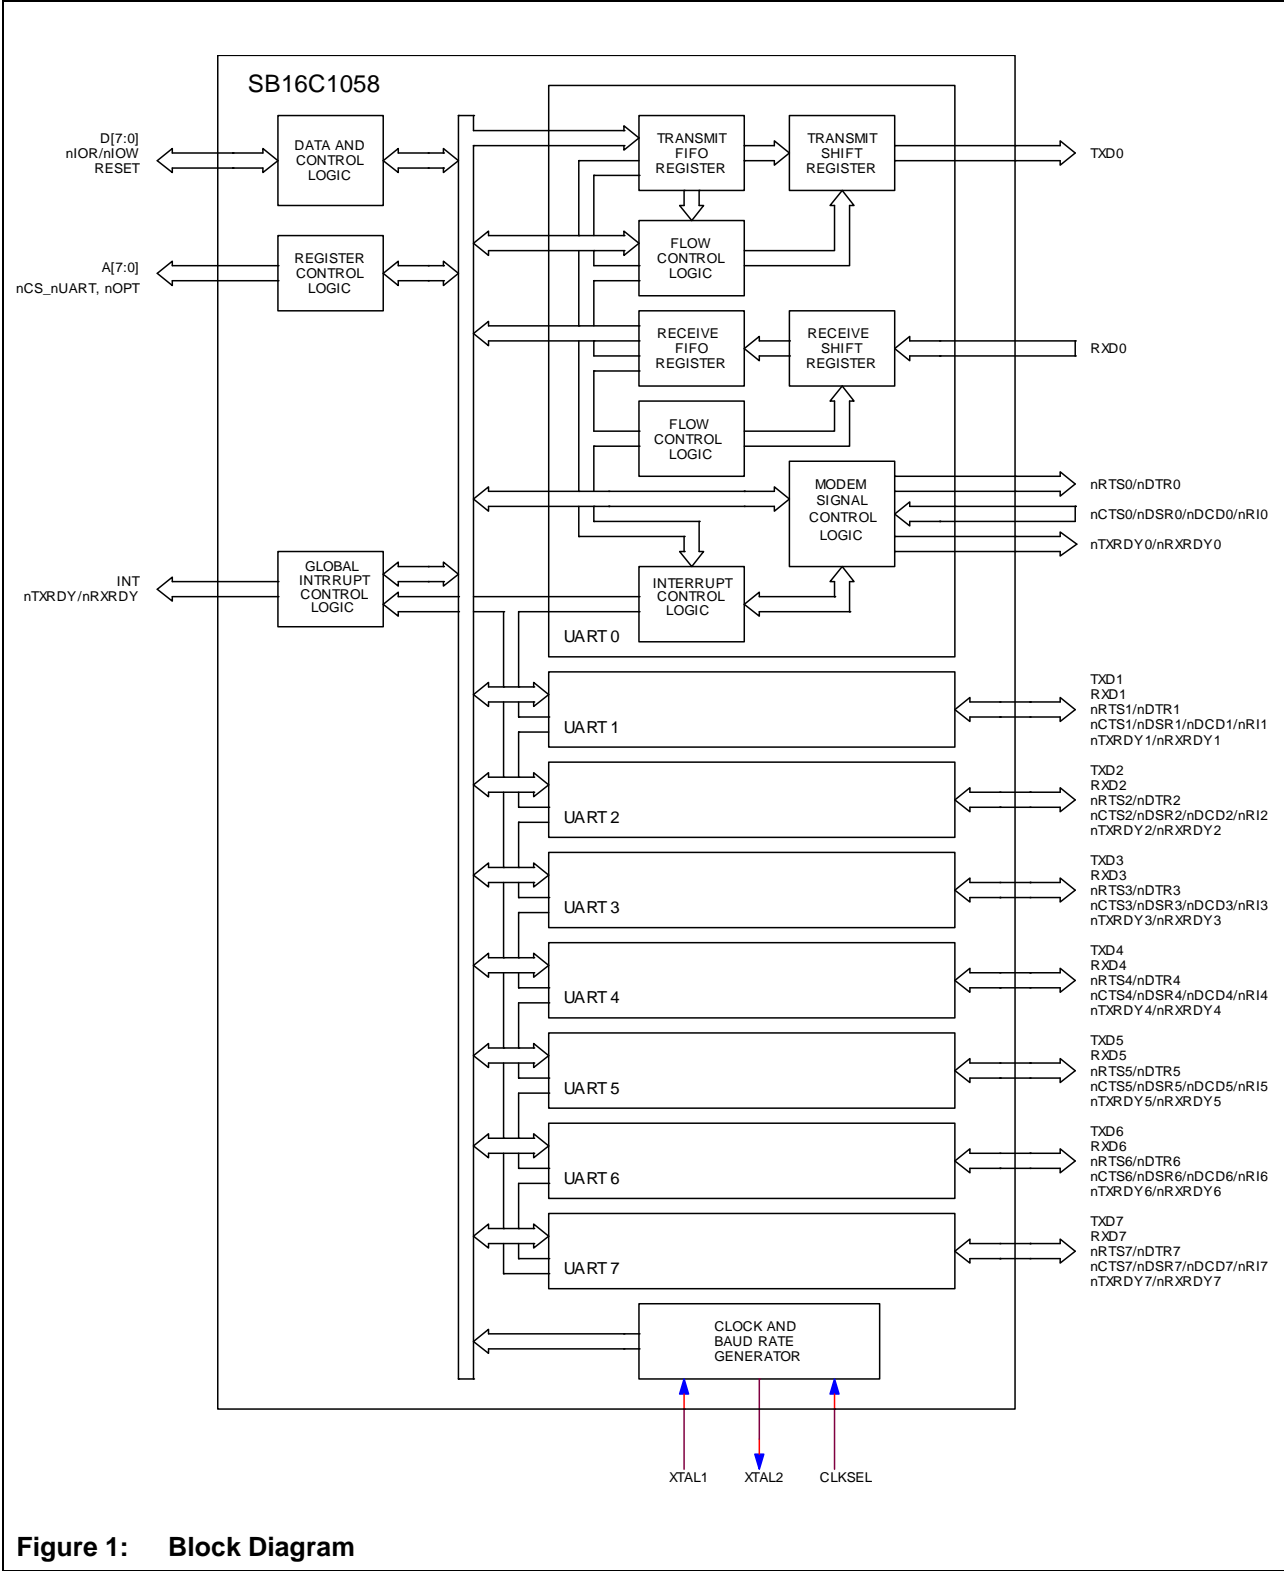 SB16C1058
D[7:0]
nIOR/nIOW
RESET
DATA AND
CONTROL
LOGIC
TRANSMIT
FIFO
REGISTER
TRANSMIT
SHIFT
REGISTER
TXD0
A[7:0]
nCS_nUART, nOPT
REGISTER
CONTROL
LOGIC
FLOW
CONTROL
LOGIC
RECEIVE
FIFO
REGISTER
RECEIVE
SHIFT
REGISTER
RXD0
FLOW
CONTROL
LOGIC
MODEM
SIGNAL
CONTROL
LOGIC
nRTS0/nDTR0
nCTS0/nDSR0/nDCD0/nRI0
nTXRDY0/nRXRDY0
INT
nTXRDY/nRXRDY
GLOBAL
INTRRUPT
CONTROL
LOGIC
INTERRUPT
CONTROL
LOGIC
UART 0
UART 1
TXD1
RXD1
nRTS1/nDTR1
nCTS1/nDSR1/nDCD1/nRI1
nTXRDY1/nRXRDY1
UART 2
TXD2
RXD2
nRTS2/nDTR2
nCTS2/nDSR2/nDCD2/nRI2
nTXRDY2/nRXRDY2
UART 3
TXD3
RXD3
nRTS3/nDTR3
nCTS3/nDSR3/nDCD3/nRI3
nTXRDY3/nRXRDY3
UART 4
TXD4
RXD4
nRTS4/nDTR4
nCTS4/nDSR4/nDCD4/nRI4
nTXRDY4/nRXRDY4
UART 5
TXD5
RXD5
nRTS5/nDTR5
nCTS5/nDSR5/nDCD5/nRI5
nTXRDY5/nRXRDY5
UART 6
TXD6
RXD6
nRTS6/nDTR6
nCTS6/nDSR6/nDCD6/nRI6
nTXRDY6/nRXRDY6
UART 7
TXD7
RXD7
nRTS7/nDTR7
nCTS7/nDSR7/nDCD7/nRI7
nTXRDY7/nRXRDY7
CLOCK AND
BAUD RATE
GENERATOR
XTAL1 XTAL2 CLKSEL
Figure 1: Block Diagram